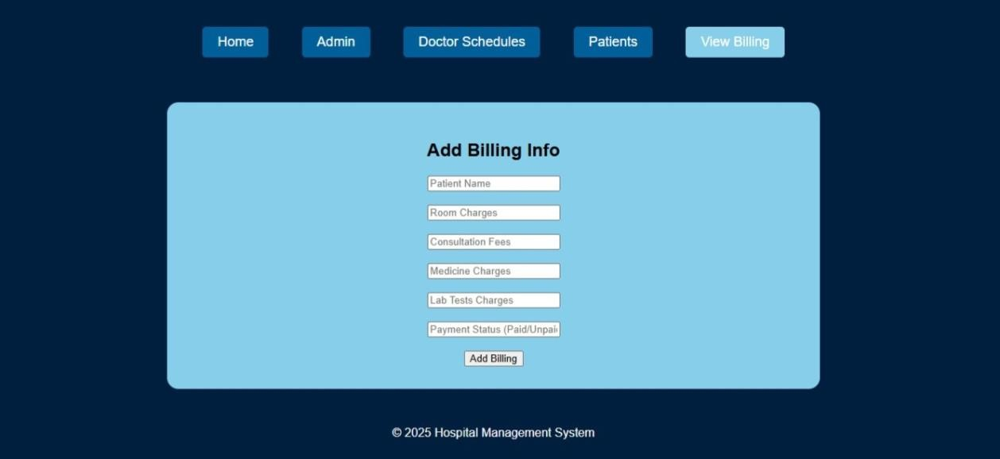 Home Admin Doctor Schedules Patients View Billing
Add Billing Info
Patient Name
Room Charges
Consultation Fees
Medicine Charges
Lab Tests Charges
Payment Status (Paid/Unpai
Add Billing
© 2025 Hospital Management System